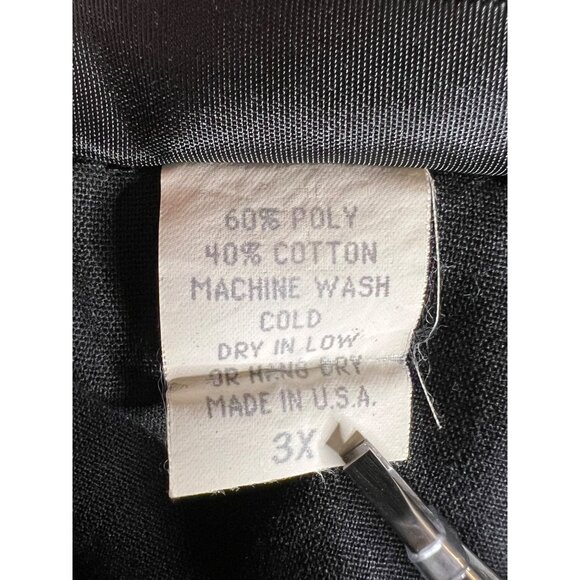 60% POLY
40% COTTON
MACHINE WASH
COLD
DRY IN LOW
OR HANG DRY
MADE IN U.S.A.
3X